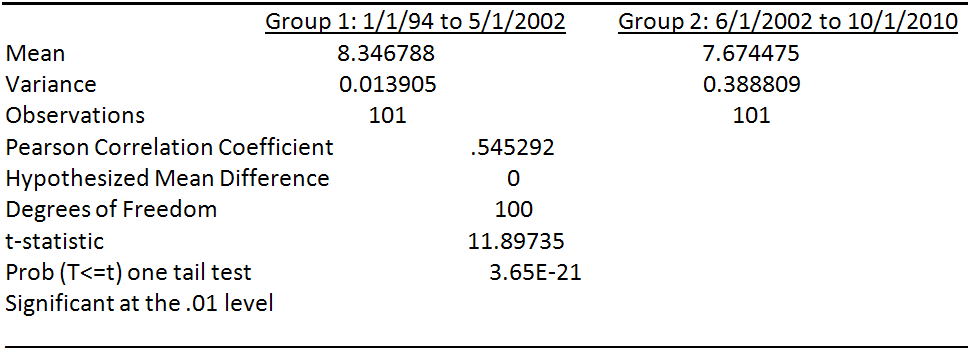 Group 1: 1/1/94 to 5/1/2002 Group 2: 6/1/2002 to 10/1/2010
Mean 8.346788 7.674475
Variance 0.013905 0.388809
Observations 101 101
Pearson Correlation Coefficient .545292
Hypothesized Mean Difference 0
Degrees of Freedom 100
t-statistic 11.89735
Prob (T<=t) one tail test 3.65E-21
Significant at the .01 level